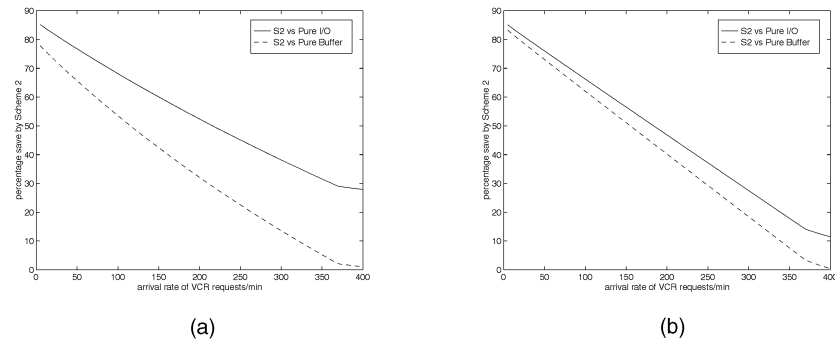 90
80
70
60
50
40
30
20
10
0
percentage save by Scheme 2
S2 vs Pure I/O
S2 vs Pure Buffer
0 50 100 150 200 250 300 350 400
arrival rate of VCR requests/min
(a)
90
80
70
60
50
40
30
20
10
0
percentage save by Scheme 2
S2 vs Pure I/O
S2 vs Pure Buffer
0 50 100 150 200 250 300 350 400
arrival rate of VCR requests/min
(b)